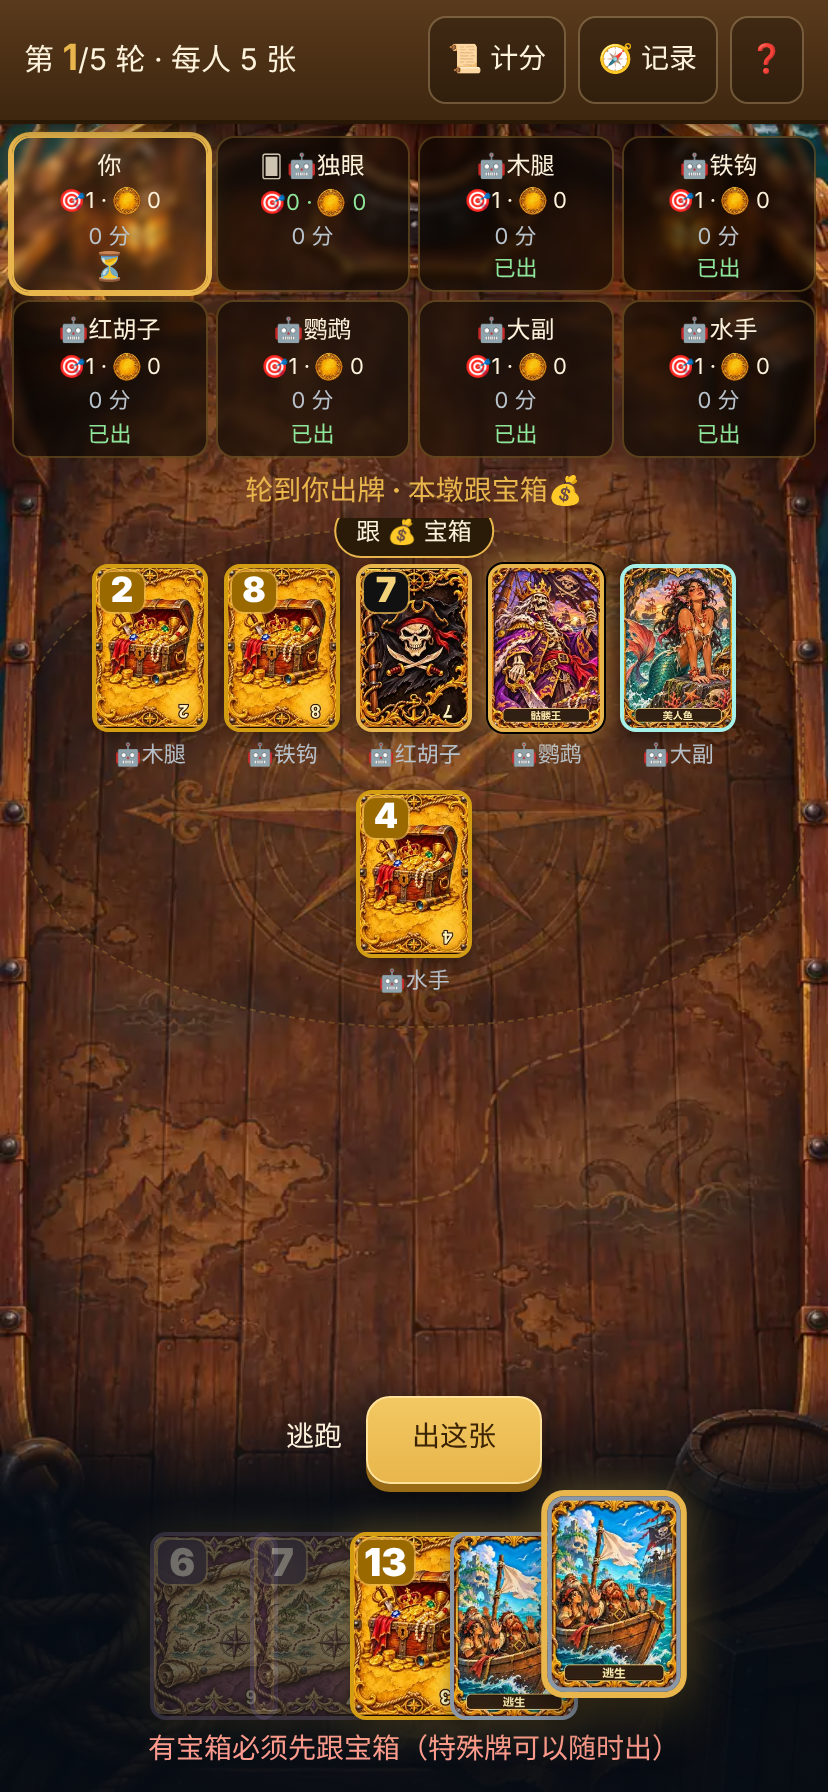 第 1/5 轮 · 每人 5 张
📜 计分
🧭 记录
❓
你
🎯1 · 0
0 分
⏳
🂠 🤖独眼
🎯0 · 0
0 分
🤖木腿
🎯1 · 0
0 分
已出
🤖铁钩
🎯1 · 0
0 分
已出
🤖红胡子
🎯1 · 0
0 分
已出
🤖鹦鹉
🎯1 · 0
0 分
已出
🤖大副
🎯1 · 0
0 分
已出
🤖水手
🎯1 · 0
0 分
已出
轮到你出牌 · 本墩跟宝箱💰
跟 💰 宝箱
2
2
🤖木腿
8
8
🤖铁钩
7
7
🤖红胡子
骷髅王
🤖鹦鹉
美人鱼
🤖大副
4
4
🤖水手
逃跑
出这张
6
6
7
13
3
逃生
逃生
有宝箱必须先跟宝箱（特殊牌可以随时出）